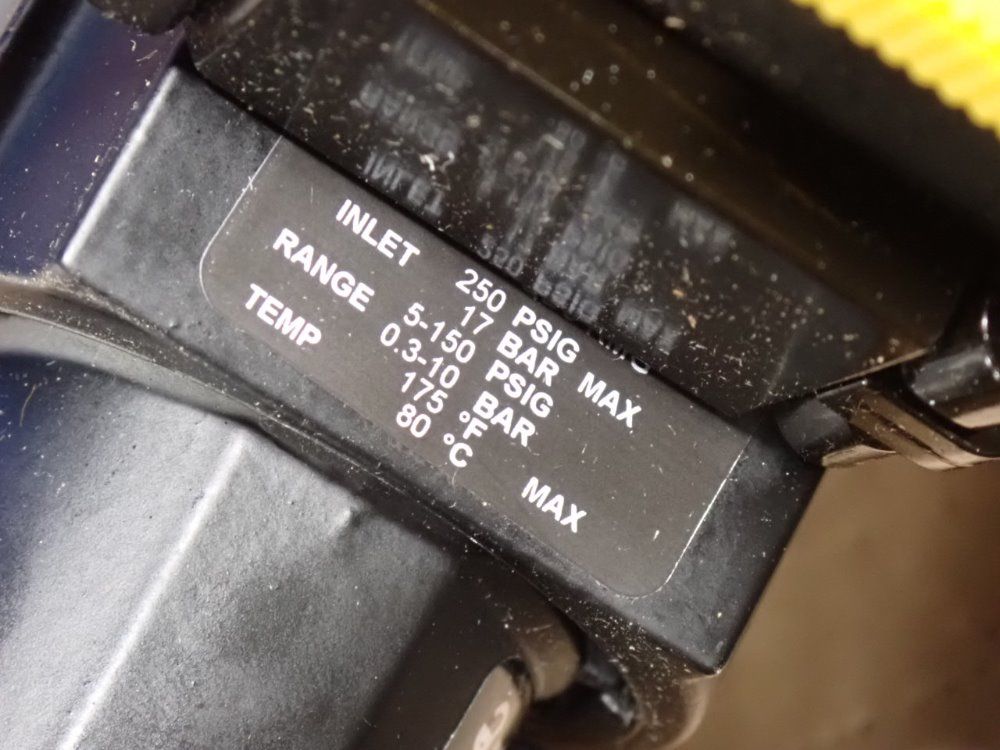 INLET 250 PSIG
17 BAR MAX
RANGE 5-150 PSIG
0.3-10 BAR
TEMP 175 °F
80 °C MAX